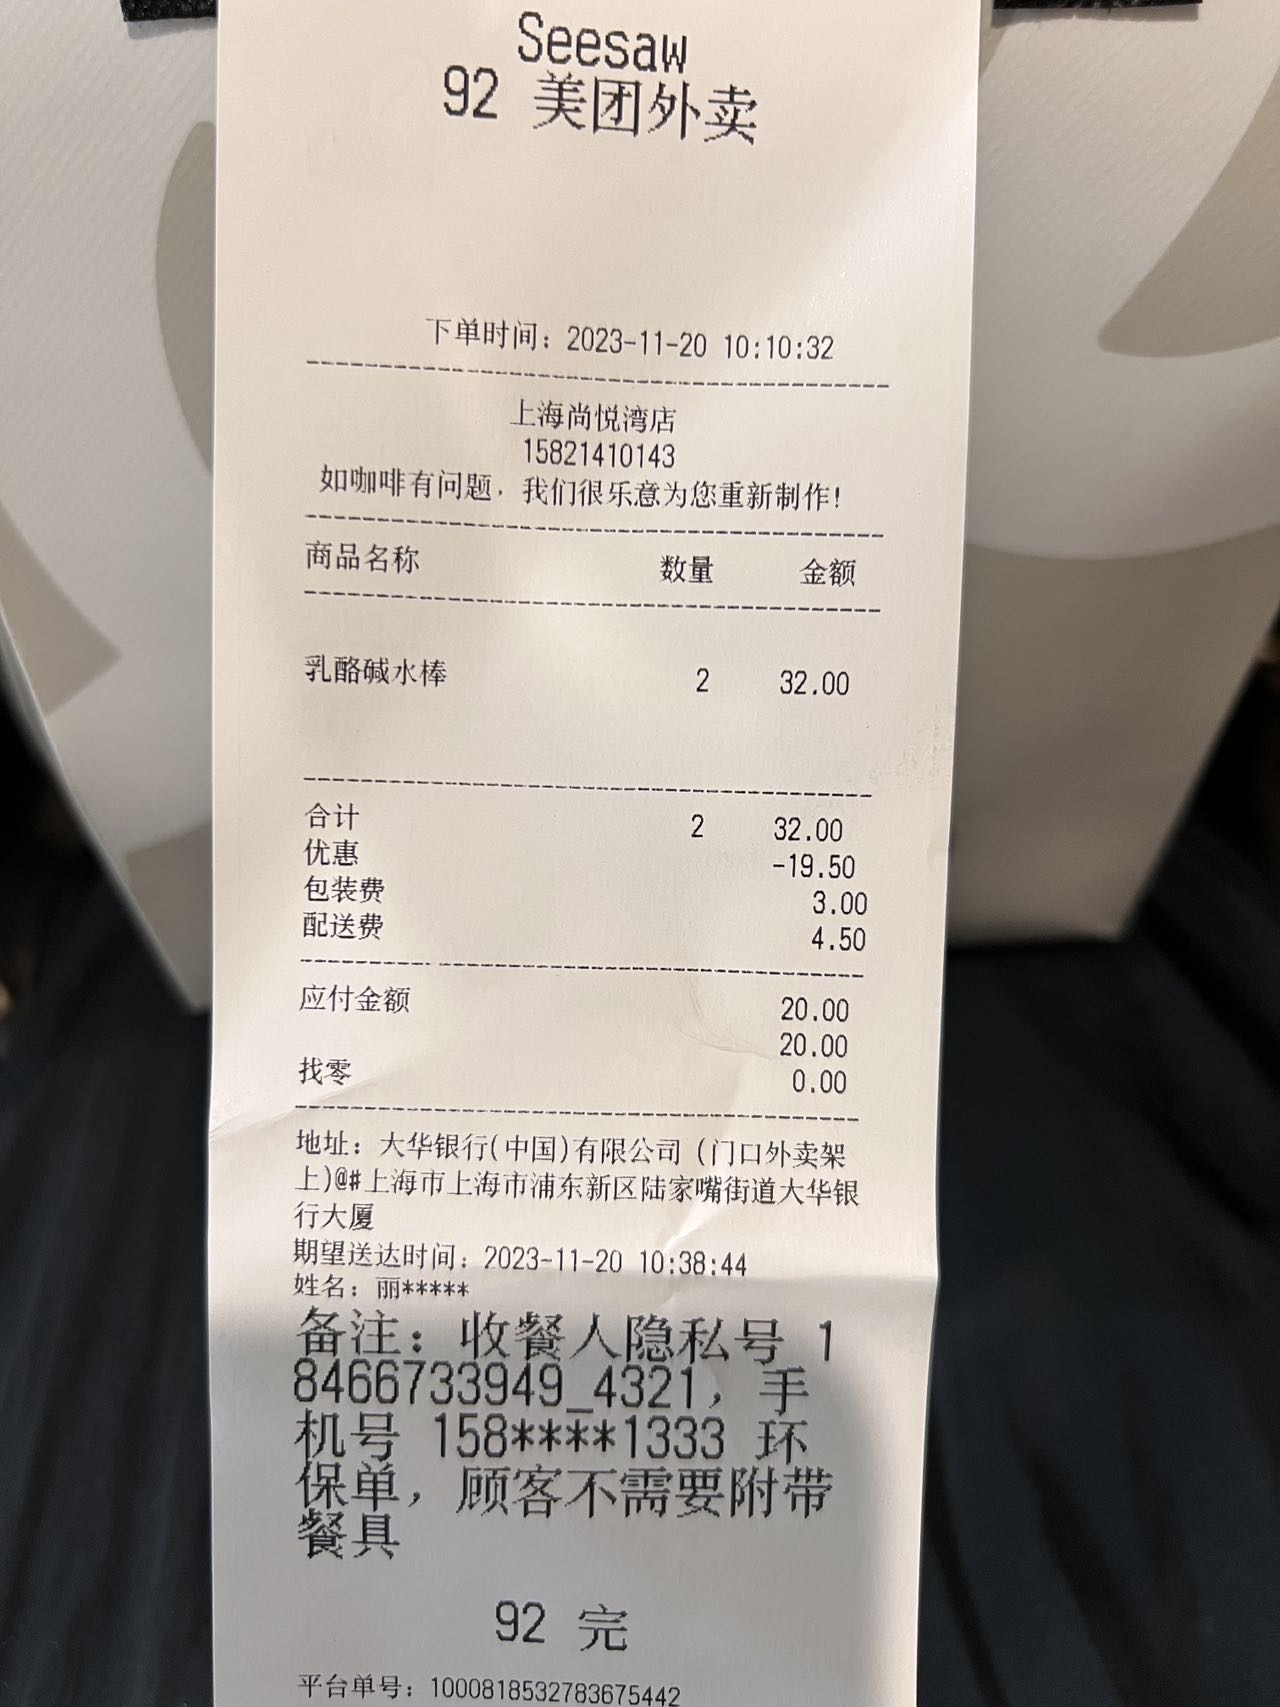 Seesaw
92 美团外卖
下单时间：2023-11-20 10:10:32
上海尚悦湾店
15821410143
如咖啡有问题，我们很乐意为您重新制作!
商品名称 数量 金额
乳酪碱水棒 2 32.00
合计 2 32.00
优惠 -19.50
包装费 3.00
配送费 4.50
应付金额 20.00
20.00
找零 0.00
地址：大华银行(中国)有限公司 (门口外卖架
上)@#上海市上海市浦东新区陆家嘴街道大华银
行大厦
期望送达时间：2023-11-20 10:38:44
姓名：丽*****
备注：收餐人隐私号 1
8466733949_4321，手
机号 158****1333 环
保单，顾客不需要附带
餐具
92 完
平台单号：1000818532783675442